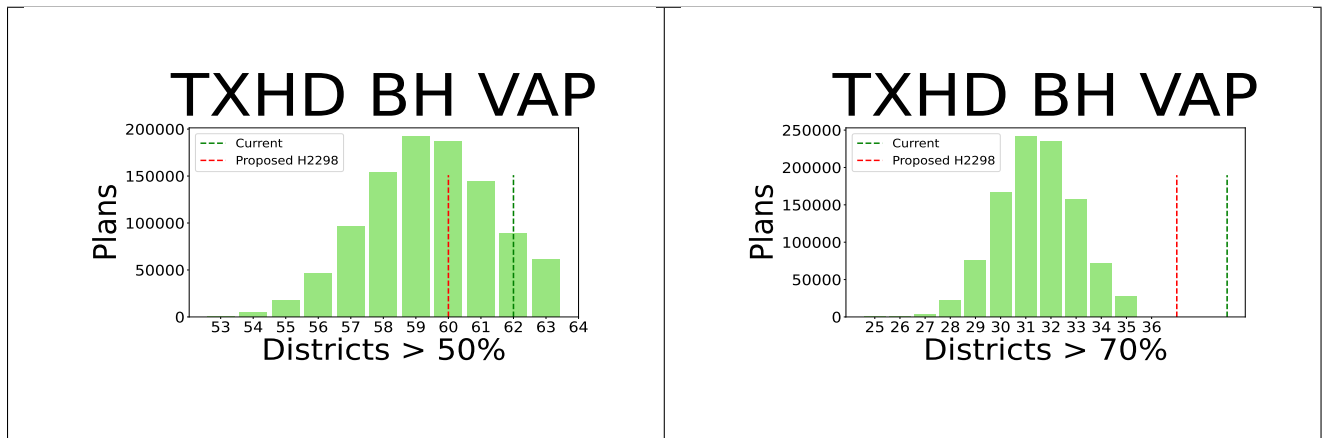 TXHD BH VAP
200000
150000
100000
50000
0
Plans
Current
Proposed H2298
53 54 55 56 57 58 59 60 61 62 63 64
Districts > 50%
TXHD BH VAP
250000
200000
150000
100000
50000
0
Plans
Current
Proposed H2298
25 26 27 28 29 30 31 32 33 34 35 36
Districts > 70%